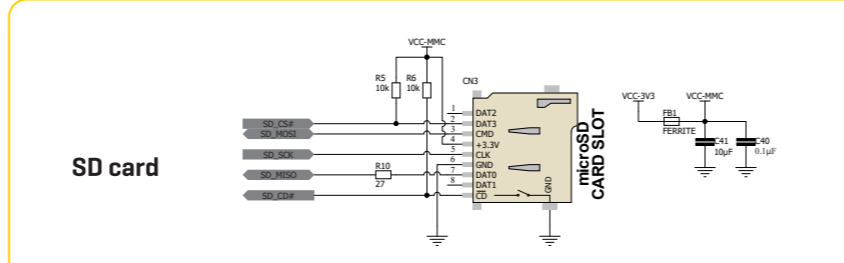 VCC-MMC
R5
10k
R6
10k
CN3
VCC-3V3
VCC-MMC
FB1
FERRITE
C41
10µF
C40
0.1µF
SD_CS#
SD_MOSI
SD_SCK
SD_MISO
SD_CD#
R10
27
1 DAT2
2 DAT3
3 CMD
4 +3.3V
5 CLK
6 GND
7 DAT0
8 DAT1
CD
GND
microSD
CARD SLOT
SD card